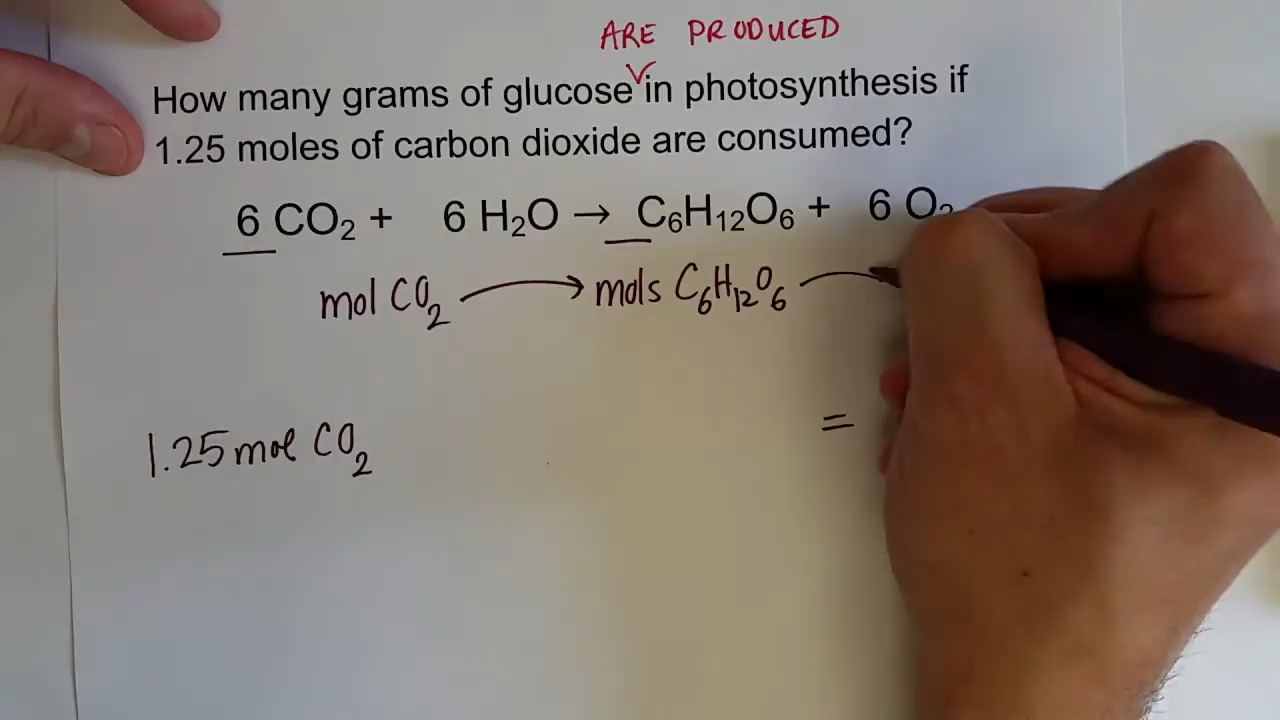 ARE PRODUCED
How many grams of glucose in photosynthesis if
1.25 moles of carbon dioxide are consumed?
6 CO₂ + 6 H₂O → C₆H₁₂O₆ + 6 O₂
mol CO₂ → mols C₆H₁₂O₆
1.25 mol CO₂ =